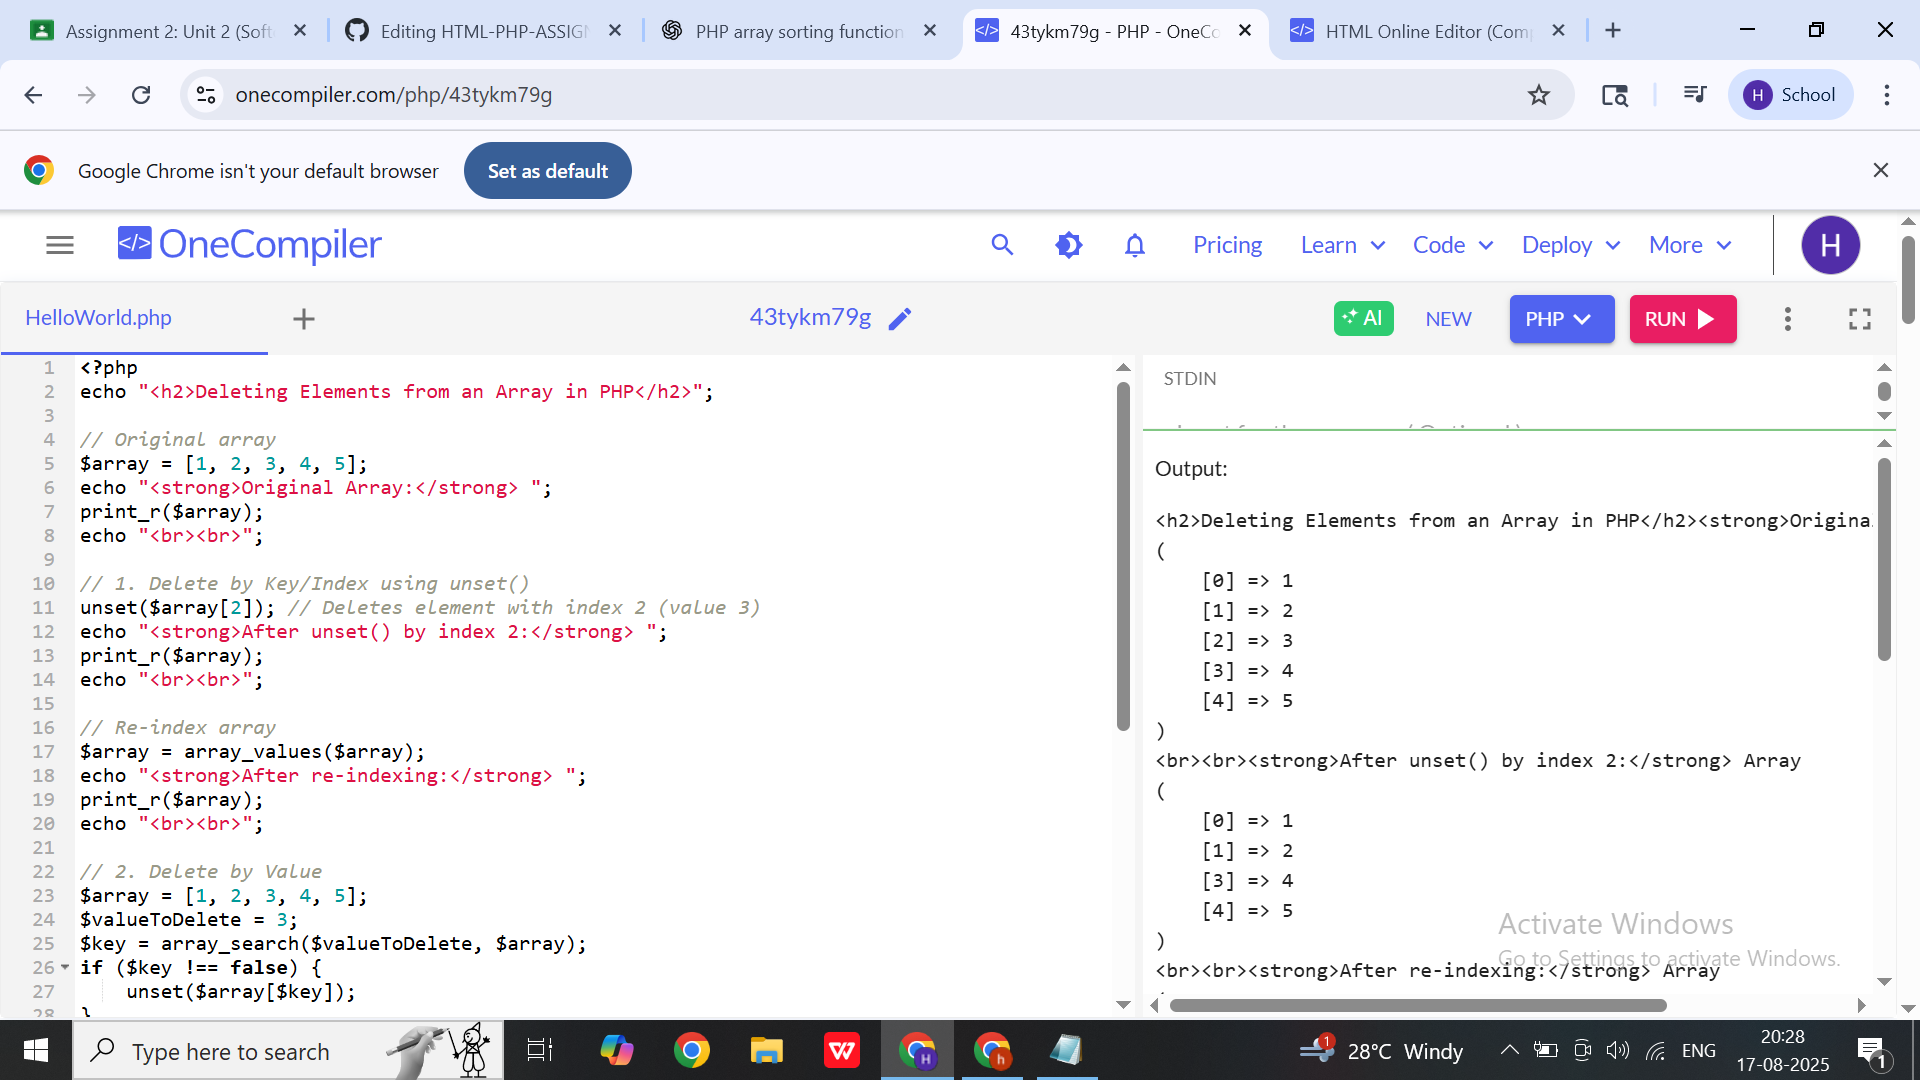 Assignment 2: Unit 2 (Soft
Editing HTML-PHP-ASSIGN
PHP array sorting function
43tykm79g - PHP - OneCo
HTML Online Editor (Com
onecompiler.com/php/43tykm79g
H School
Google Chrome isn't your default browser
Set as default
</> OneCompiler
Pricing
Learn
Code
Deploy
More
H
HelloWorld.php
43tykm79g
AI
NEW
PHP
RUN
1 <?php
2 echo "<h2>Deleting Elements from an Array in PHP</h2>";
3
4 // Original array
5 $array = [1, 2, 3, 4, 5];
6 echo "<strong>Original Array:</strong> ";
7 print_r($array);
8 echo "<br><br>";
9
10 // 1. Delete by Key/Index using unset()
11 unset($array[2]); // Deletes element with index 2 (value 3)
12 echo "<strong>After unset() by index 2:</strong> ";
13 print_r($array);
14 echo "<br><br>";
15
16 // Re-index array
17 $array = array_values($array);
18 echo "<strong>After re-indexing:</strong> ";
19 print_r($array);
20 echo "<br><br>";
21
22 // 2. Delete by Value
23 $array = [1, 2, 3, 4, 5];
24 $valueToDelete = 3;
25 $key = array_search($valueToDelete, $array);
26 if ($key !== false) {
27 unset($array[$key]);
28 }
STDIN
Output:
<h2>Deleting Elements from an Array in PHP</h2><strong>Origina
(
[0] => 1
[1] => 2
[2] => 3
[3] => 4
[4] => 5
)
<br><br><strong>After unset() by index 2:</strong> Array
(
[0] => 1
[1] => 2
[3] => 4
[4] => 5
)
<br><br><strong>After re-indexing:</strong> Array
Activate Windows
Go to Settings to activate Windows.
Type here to search
1
28°C Windy
ENG
20:28
17-08-2025
1